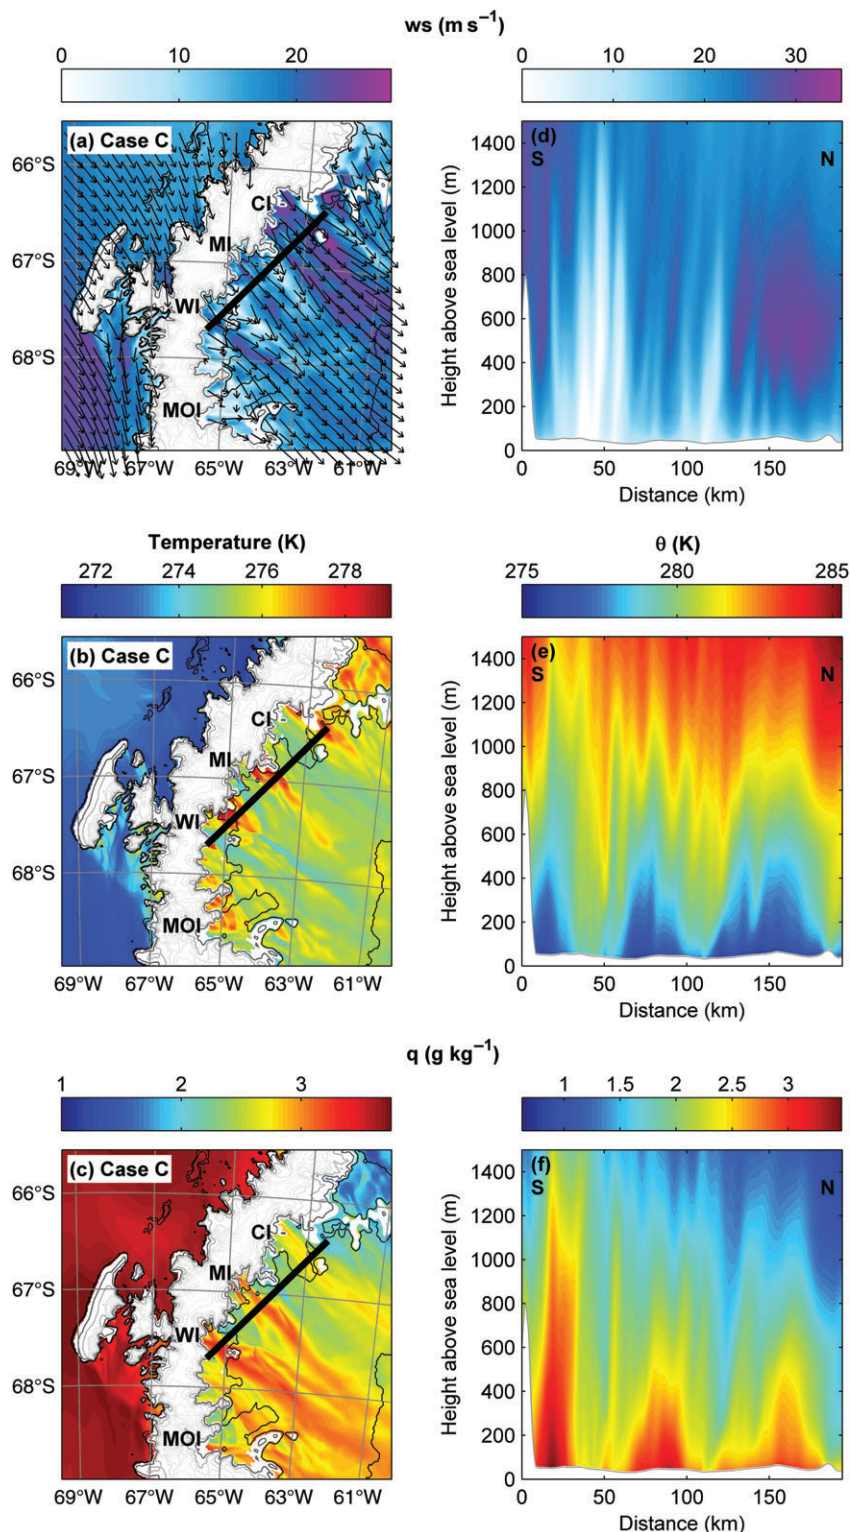 ws (m s⁻¹)
0 10 20
0 10 20 30
(a) Case C
66°S
67°S
68°S
CI
MI
WI
MOI
69°W 67°W 65°W 63°W 61°W
(d)
S N
Height above sea level (m)
1400
1200
1000
800
600
400
200
0
0 50 100 150
Distance (km)
Temperature (K)
272 274 276 278
(b) Case C
66°S
67°S
68°S
CI
MI
WI
MOI
69°W 67°W 65°W 63°W 61°W
θ (K)
275 280 285
(e)
S N
Height above sea level (m)
1400
1200
1000
800
600
400
200
0
0 50 100 150
Distance (km)
q (g kg⁻¹)
1 2 3
1 1.5 2 2.5 3
(c) Case C
66°S
67°S
68°S
CI
MI
WI
MOI
69°W 67°W 65°W 63°W 61°W
(f)
S N
Height above sea level (m)
1400
1200
1000
800
600
400
200
0
0 50 100 150
Distance (km)